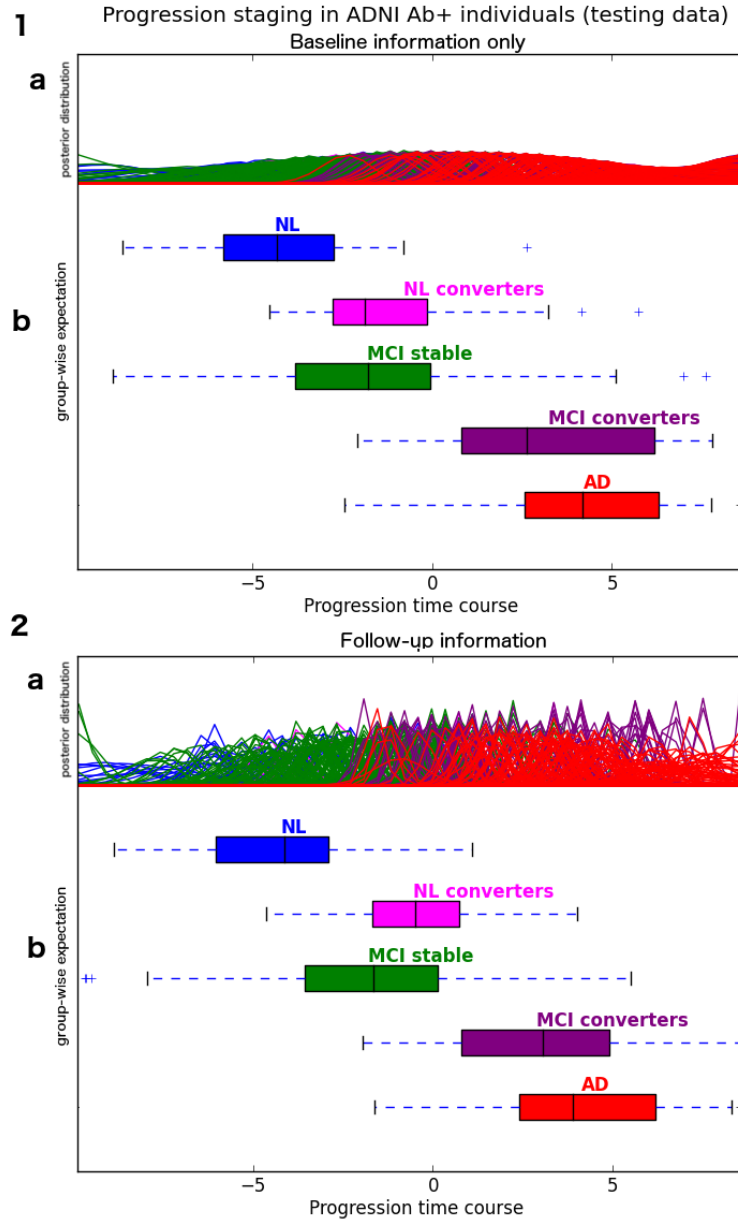 1
Progression staging in ADNI Ab+ individuals (testing data)
Baseline information only
a
posterior distribution
NL
NL converters
b
group-wise expectation
MCI stable
MCI converters
AD
−5 0 5
Progression time course
2
Follow-up information
a
posterior distribution
NL
NL converters
b
group-wise expectation
MCI stable
MCI converters
AD
−5 0 5
Progression time course